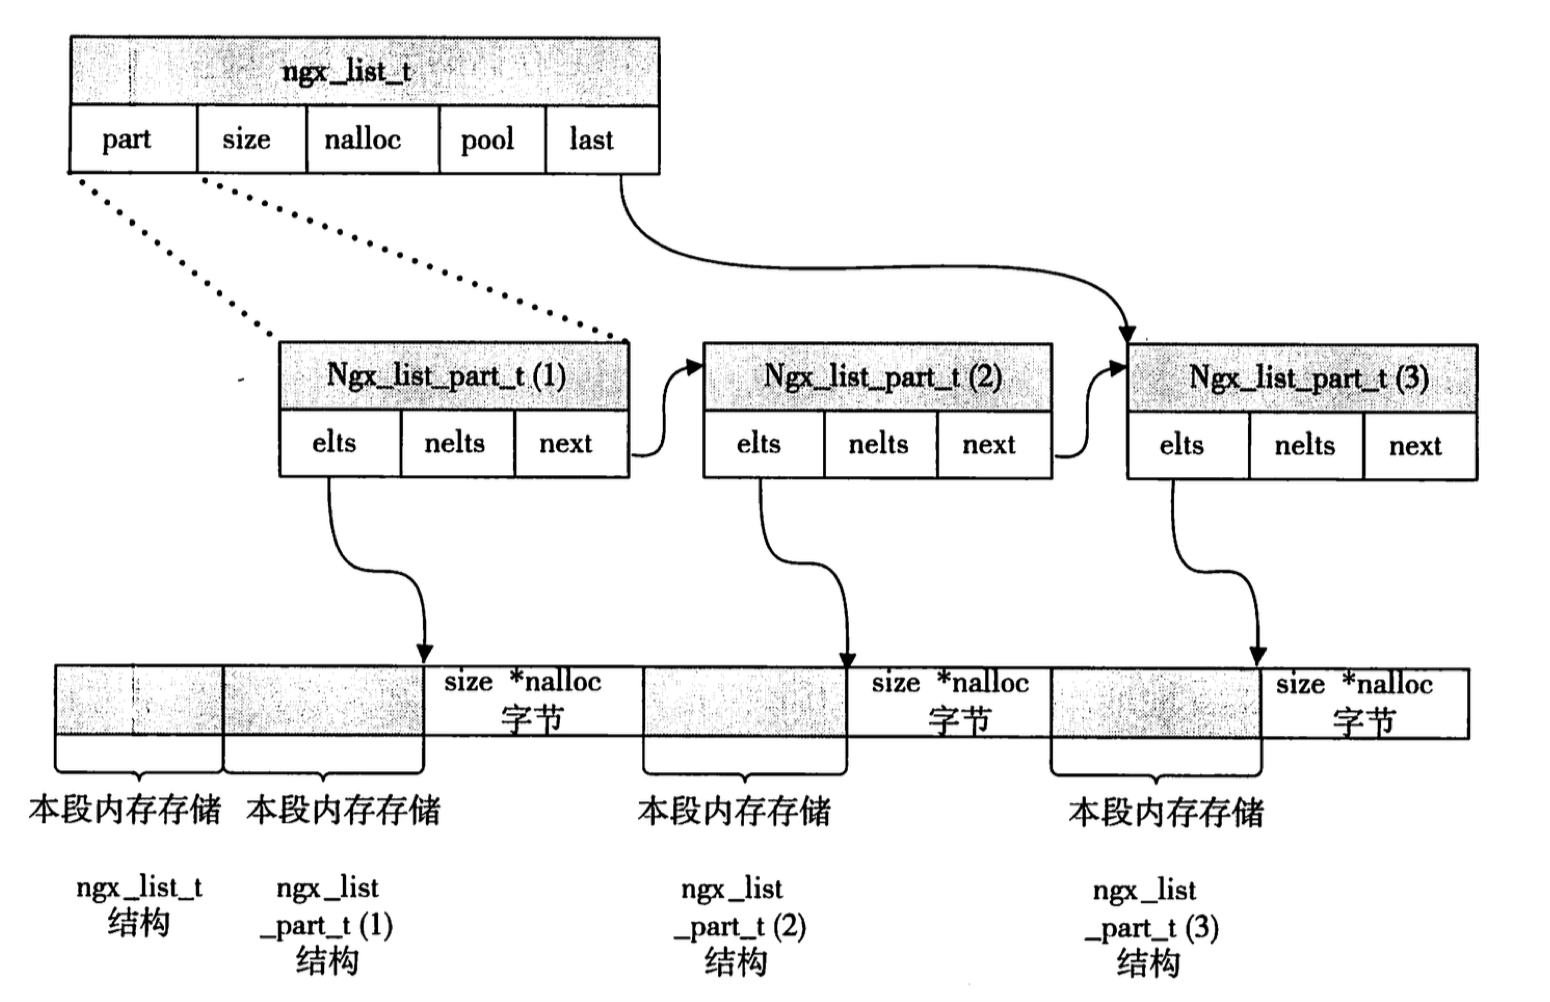 ngx_list_t
part size nalloc pool last
Ngx_list_part_t (1) Ngx_list_part_t (2) Ngx_list_part_t (3)
elts nelts next elts nelts next elts nelts next
size *nalloc size *nalloc size *nalloc
字节 字节 字节
本段内存存储 本段内存存储 本段内存存储 本段内存存储
ngx_list_t ngx_list ngx_list ngx_list
结构 _part_t (1) _part_t (2) _part_t (3)
结构 结构 结构